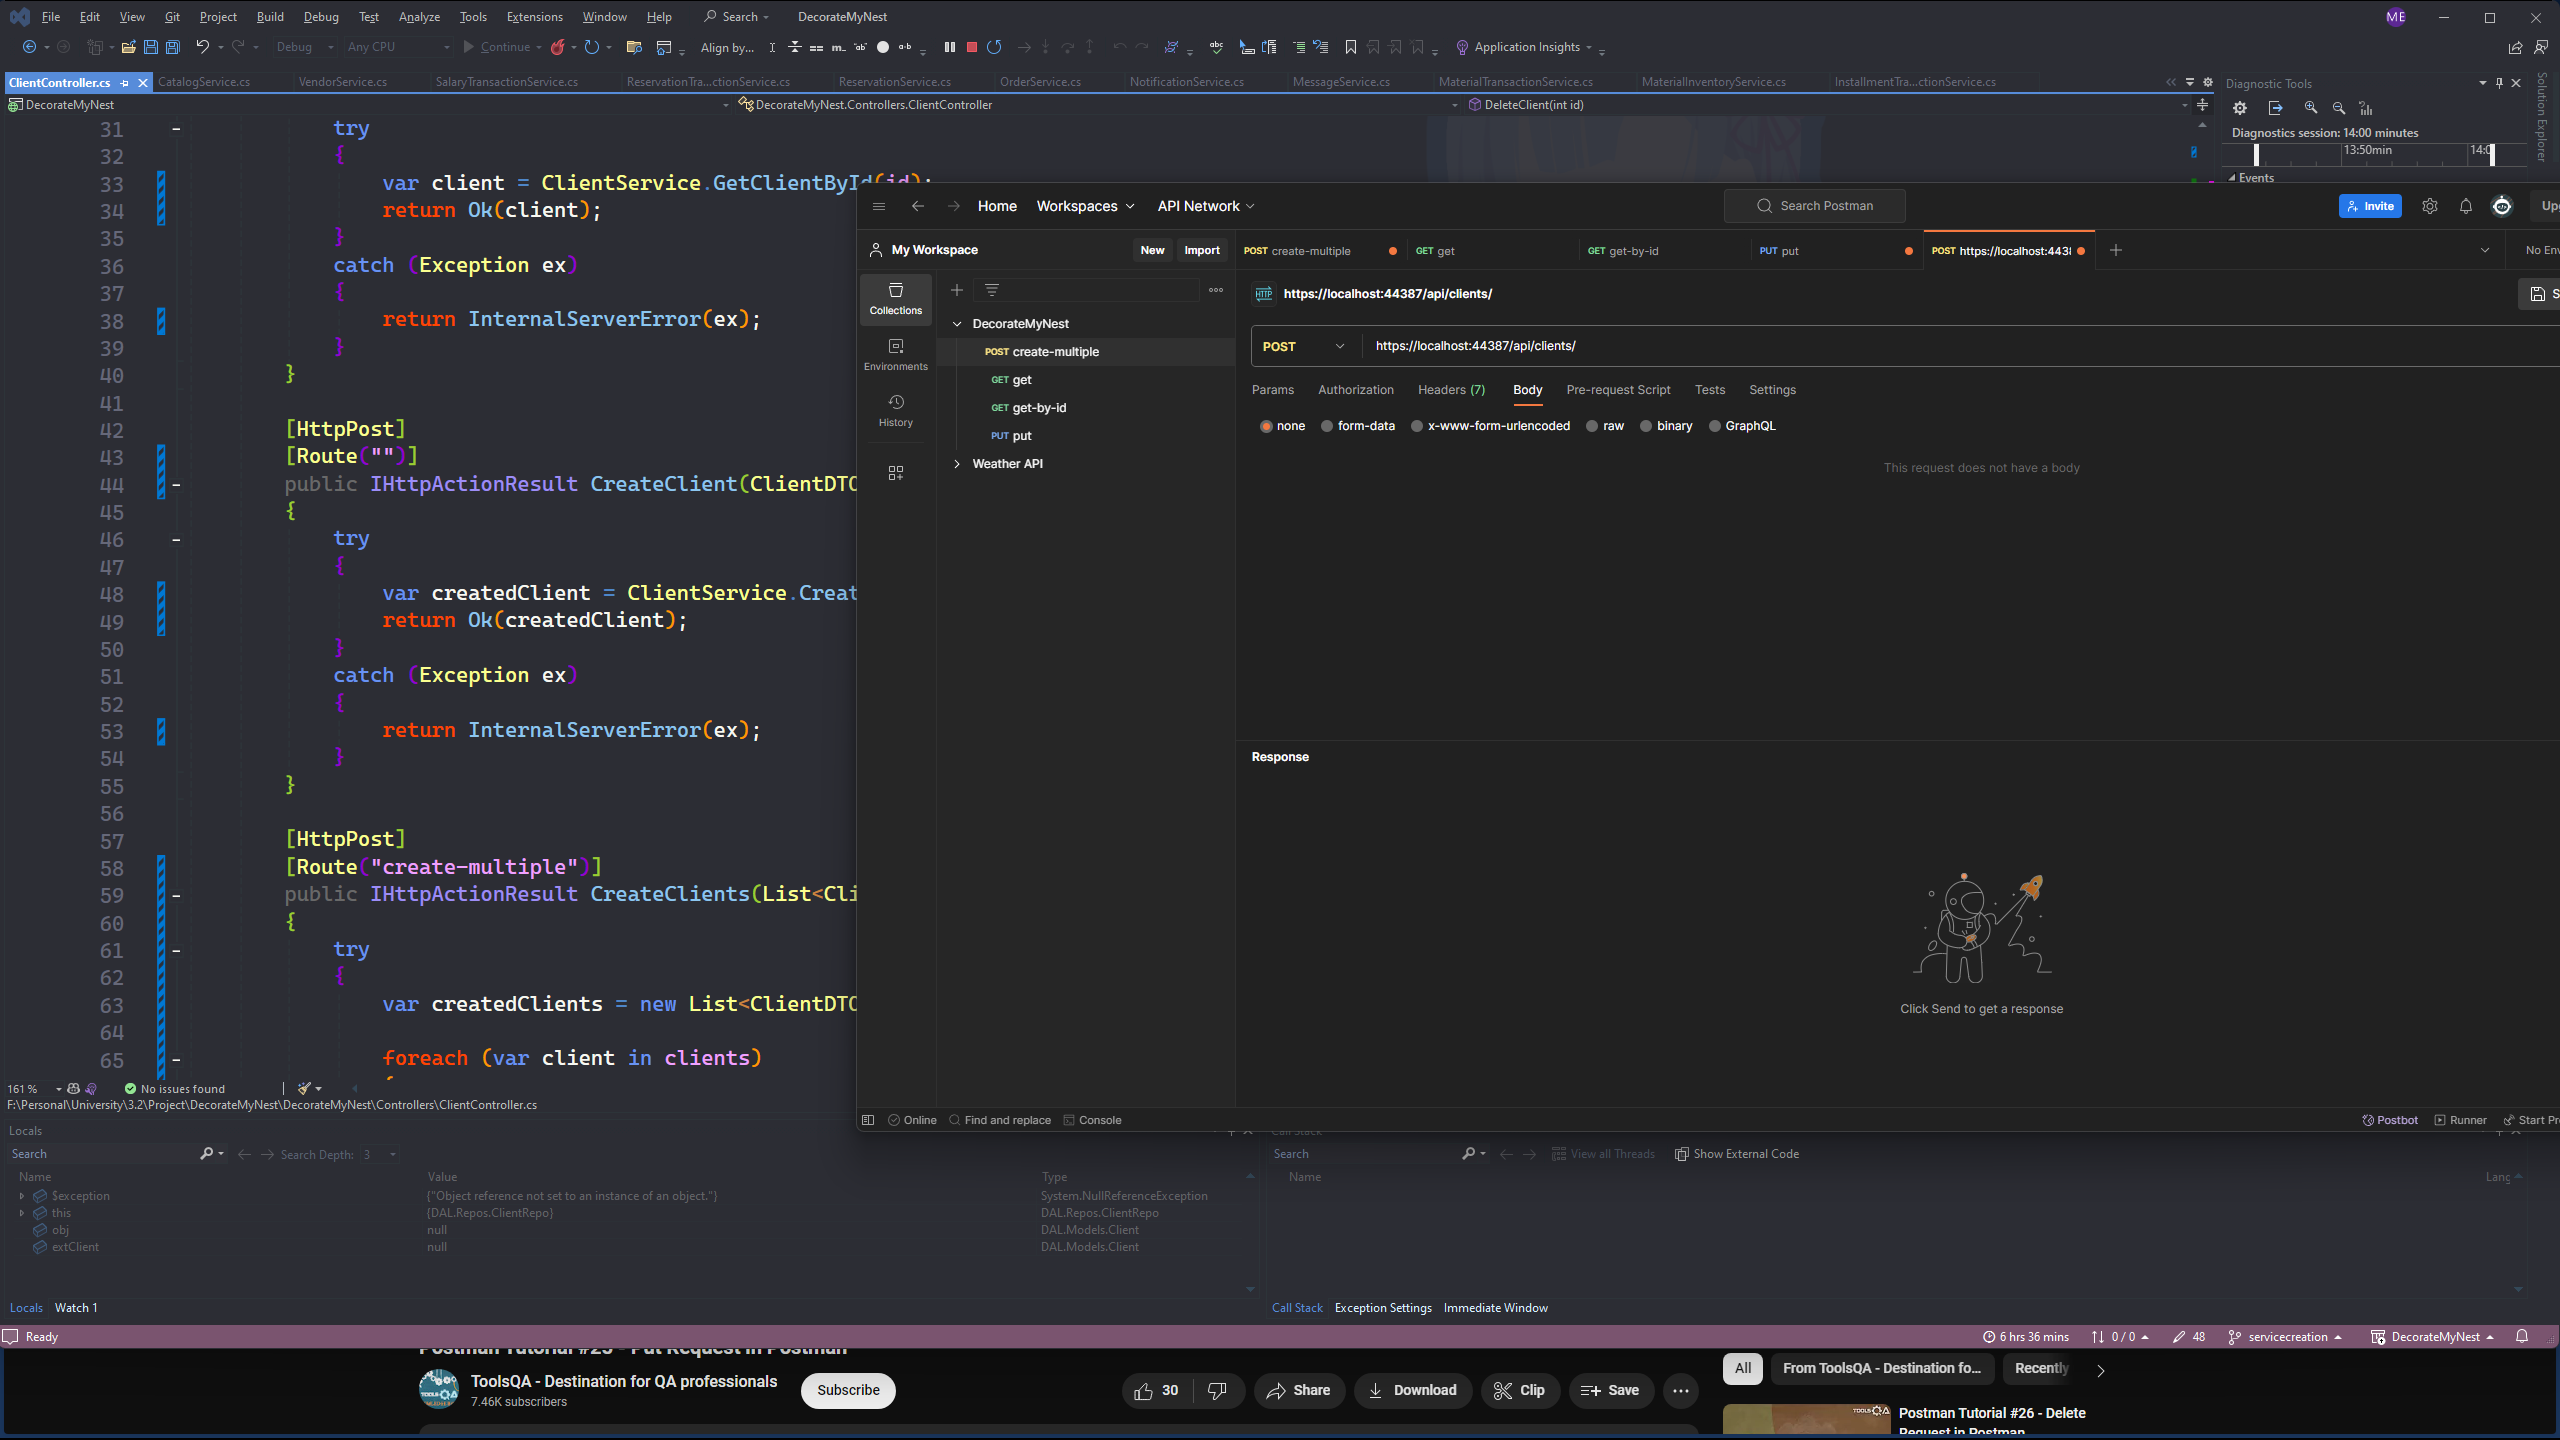 File Edit View Git Project Build Debug Test Analyze Tools Extensions Window Help Search DecorateMyNest ME
Debug Any CPU Continue Align by... Application Insights
ClientController.cs CatalogService.cs VendorService.cs SalaryTransactionService.cs ReservationTra...ctionService.cs ReservationService.cs OrderService.cs NotificationService.cs MessageService.cs MaterialTransactionService.cs MaterialInventoryService.cs InstallmentTra...ctionService.cs
DecorateMyNest DecorateMyNest.Controllers.ClientController DeleteClient(int id)
Diagnostic Tools
Diagnostics session: 14:00 minutes
13:50min 14:0
Events
Solution Explorer
31 try
32 {
33 var client = ClientService.GetClientById(id);
34 return Ok(client);
35 }
36 catch (Exception ex)
37 {
38 return InternalServerError(ex);
39 }
40 }
41
42 [HttpPost]
43 [Route("")]
44 public IHttpActionResult CreateClient(ClientDTO
45 {
46 try
47 {
48 var createdClient = ClientService.Creat
49 return Ok(createdClient);
50 }
51 catch (Exception ex)
52 {
53 return InternalServerError(ex);
54 }
55 }
56
57 [HttpPost]
58 [Route("create-multiple")]
59 public IHttpActionResult CreateClients(List<Cli
60 {
61 try
62 {
63 var createdClients = new List<ClientDTO
64
65 foreach (var client in clients)
161 % No issues found
F:\Personal\University\3.2\Project\DecorateMyNest\DecorateMyNest\Controllers\ClientController.cs
Home Workspaces API Network Search Postman Invite Upg
My Workspace New Import POST create-multiple GET get GET get-by-id PUT put POST https://localhost:443 No Env
Collections
Environments
History
DecorateMyNest
POST create-multiple
GET get
GET get-by-id
PUT put
Weather API
HTTP https://localhost:44387/api/clients/ S
POST https://localhost:44387/api/clients/
Params Authorization Headers (7) Body Pre-request Script Tests Settings
none form-data x-www-form-urlencoded raw binary GraphQL
This request does not have a body
Response
Click Send to get a response
Online Find and replace Console Postbot Runner Start Pr
Locals
Search Search Depth: 3
Name Value Type
$exception {"Object reference not set to an instance of an object."} System.NullReferenceException
this {DAL.Repos.ClientRepo} DAL.Repos.ClientRepo
obj null DAL.Models.Client
extClient null DAL.Models.Client
Locals Watch 1
Call Stack
Search View all Threads Show External Code
Name Lang
Call Stack Exception Settings Immediate Window
Ready 6 hrs 36 mins 0 / 0 48 servicecreation DecorateMyNest
Postman Tutorial #25 - Put Request in Postman
ToolsQA - Destination for QA professionals
7.46K subscribers
Subscribe 30 Share Download Clip Save
All From ToolsQA - Destination fo... Recently
TOOLSQA
Postman Tutorial #26 - Delete
Request in Postman